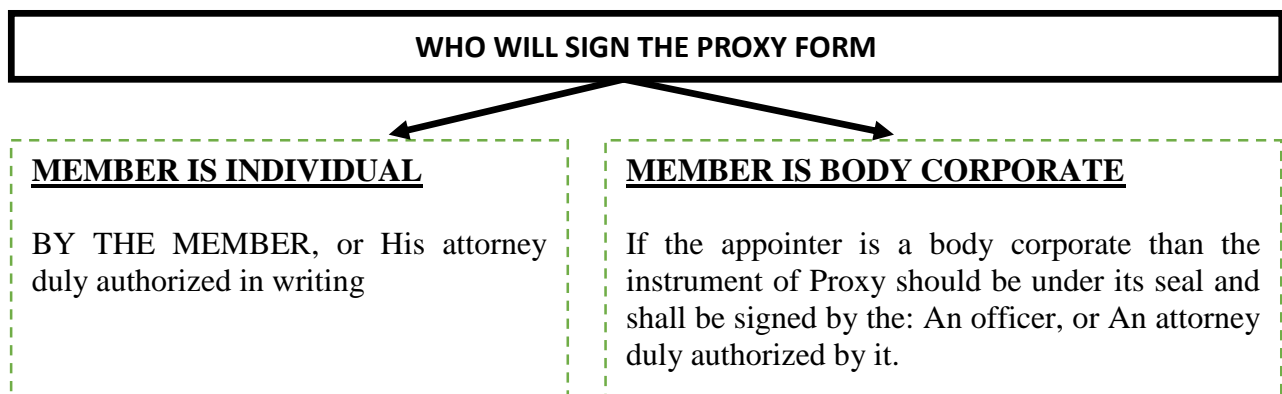 WHO WILL SIGN THE PROXY FORM
MEMBER IS INDIVIDUAL
BY THE MEMBER, or His attorney
duly authorized in writing
MEMBER IS BODY CORPORATE
If the appointer is a body corporate than the
instrument of Proxy should be under its seal and
shall be signed by the: An officer, or An attorney
duly authorized by it.